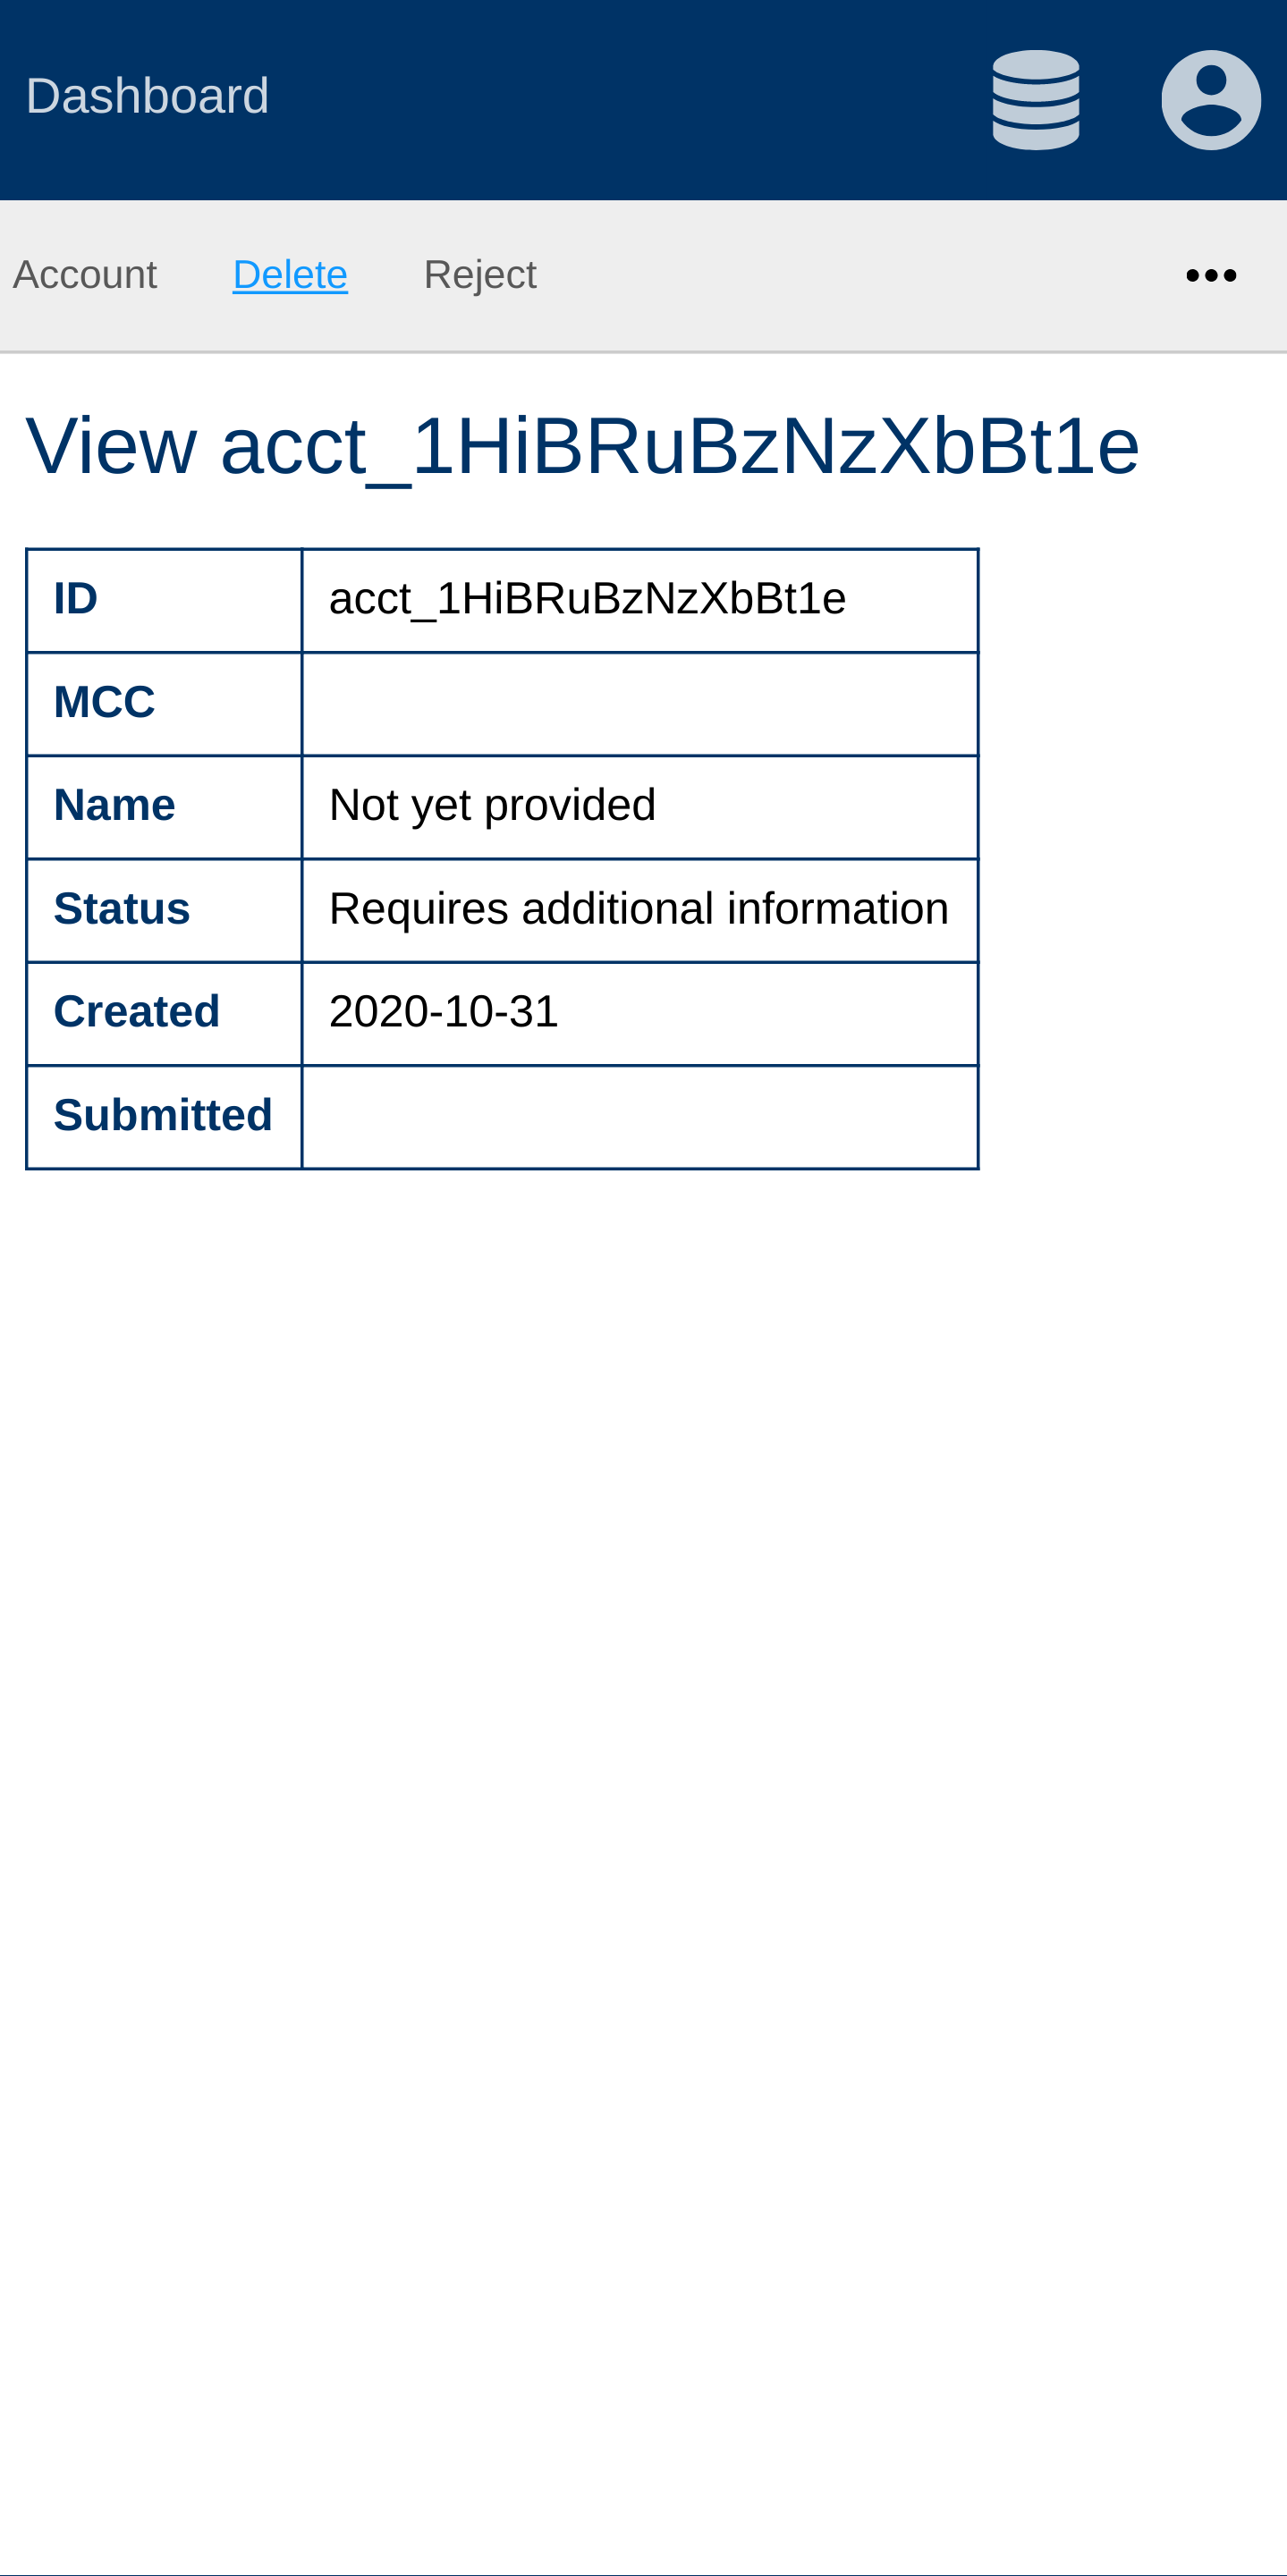 Dashboard
Account Delete Reject
View acct_1HiBRuBzNzXbBt1e
ID acct_1HiBRuBzNzXbBt1e
MCC
Name Not yet provided
Status Requires additional information
Created 2020-10-31
Submitted